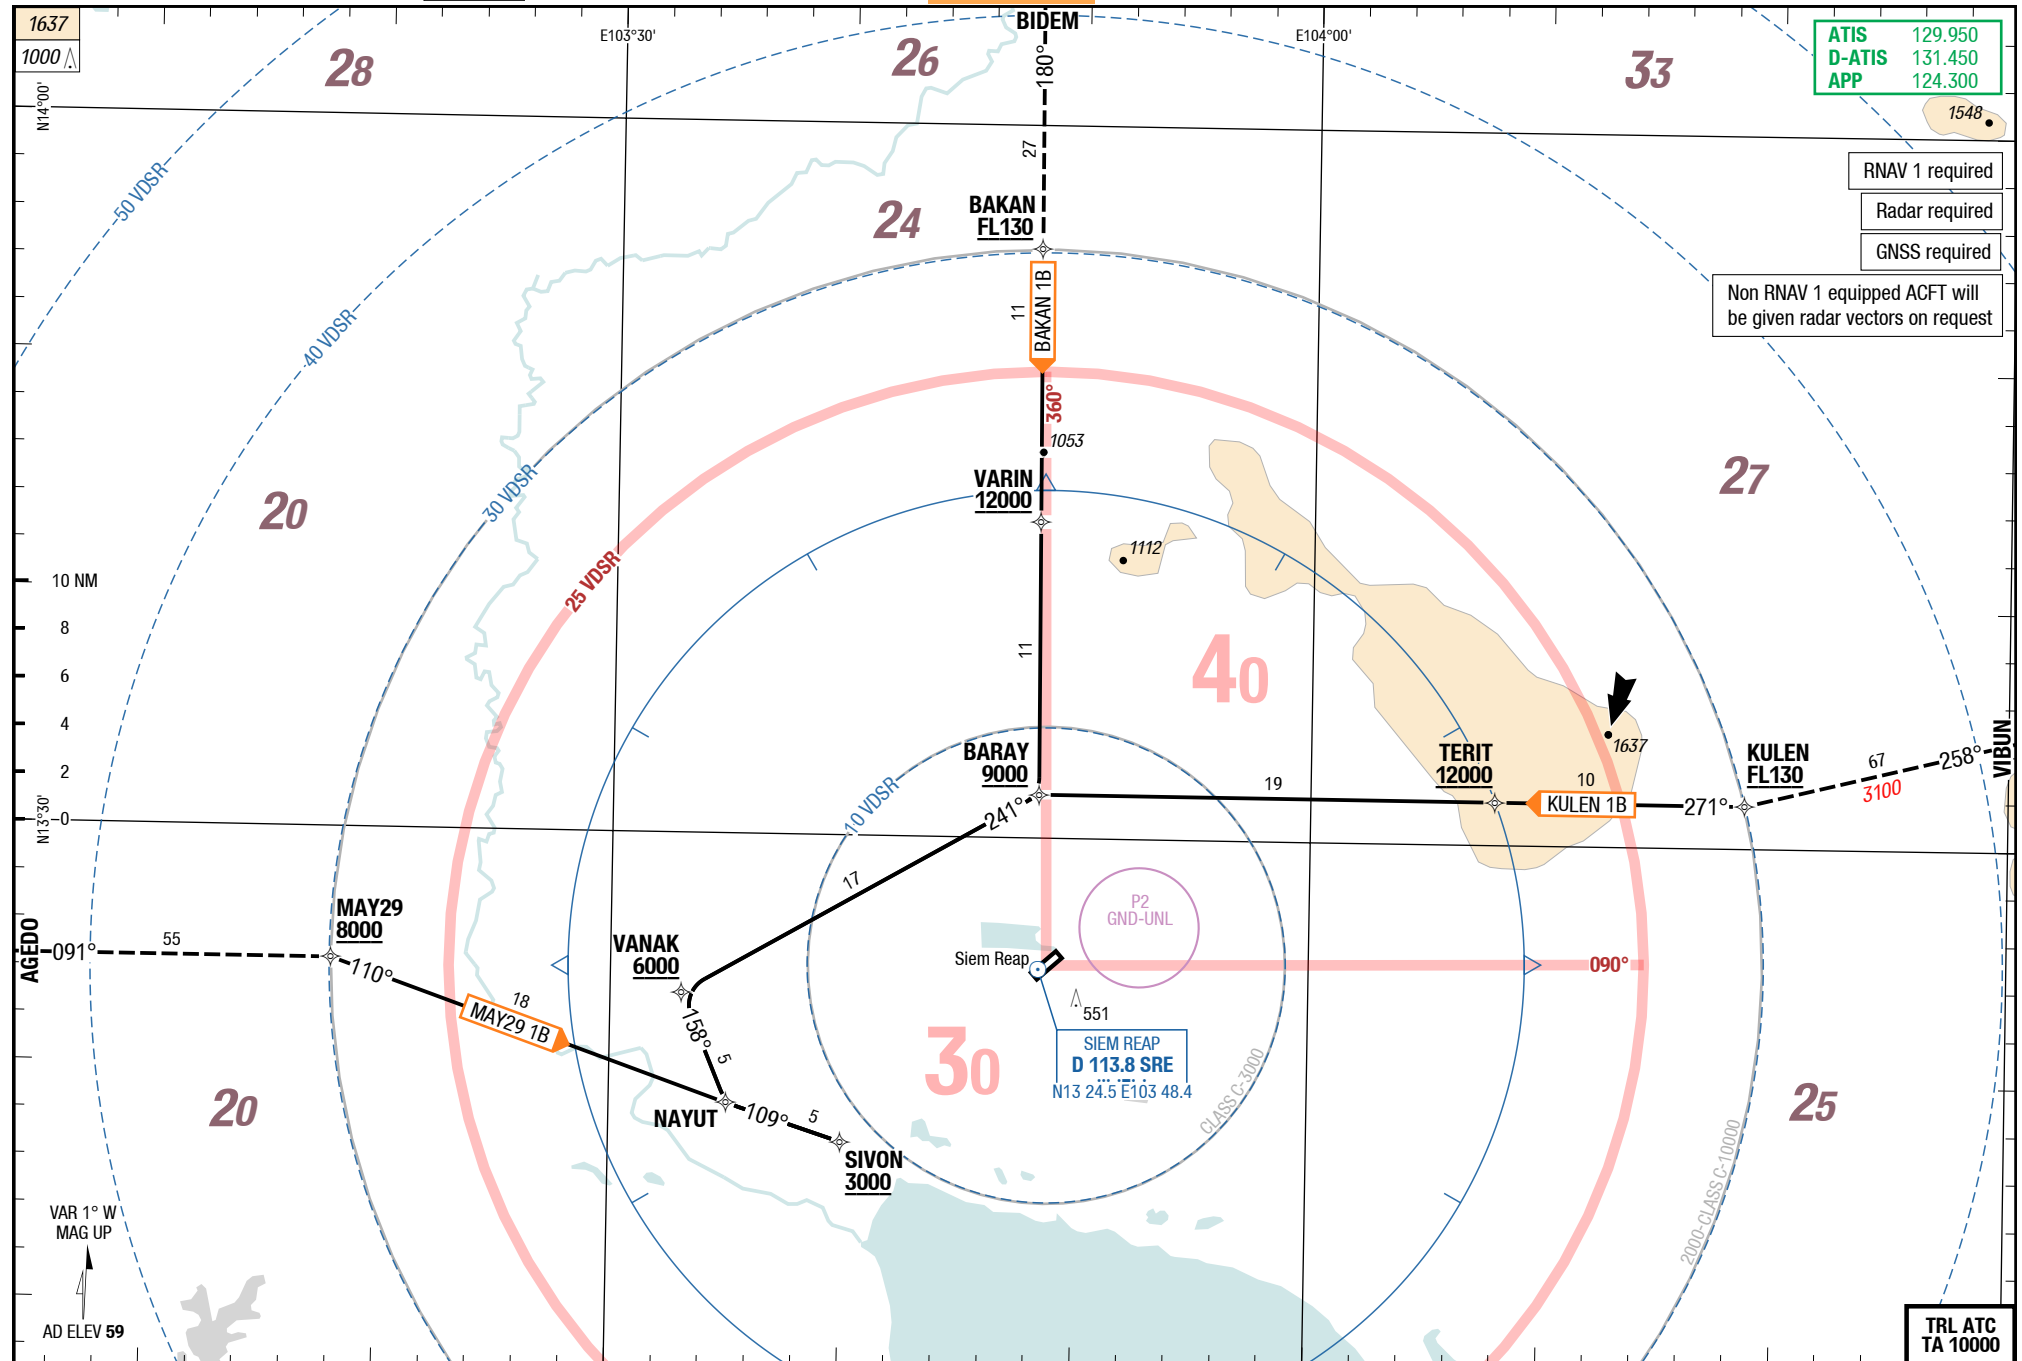 1637
1000
E103°30'
BIDEM
180°
E104°00'
ATIS 129.950
D-ATIS 131.450
APP 124.300
28
26
33
N14°00'
27
1548
RNAV 1 required
Radar required
GNSS required
Non RNAV 1 equipped ACFT will
be given radar vectors on request
50 VDSR
40 VDSR
30 VDSR
25 VDSR
10 VDSR
24
BAKAN
FL130
11
BAKAN 1B
360°
1053
VARIN
12000
20
27
1112
10 NM
8
6
4
2
0
N13°30'
11
40
1637
BARAY
9000
241°
19
TERIT
12000
10
KULEN 1B
271°
KULEN
FL130
67
3100
258°
VIBUN
17
P2
GND-UNL
AGEDO
091°
55
MAY29
8000
110°
18
MAY29 1B
VANAK
6000
158°
5
Siem Reap
090°
551
SIEM REAP
D 113.8 SRE
N13 24.5 E103 48.4
30
CLASS C-3000
2000-CLASS C-10000
20
25
NAYUT
109°
5
SIVON
3000
VAR 1° W
MAG UP
AD ELEV 59
TRL ATC
TA 10000